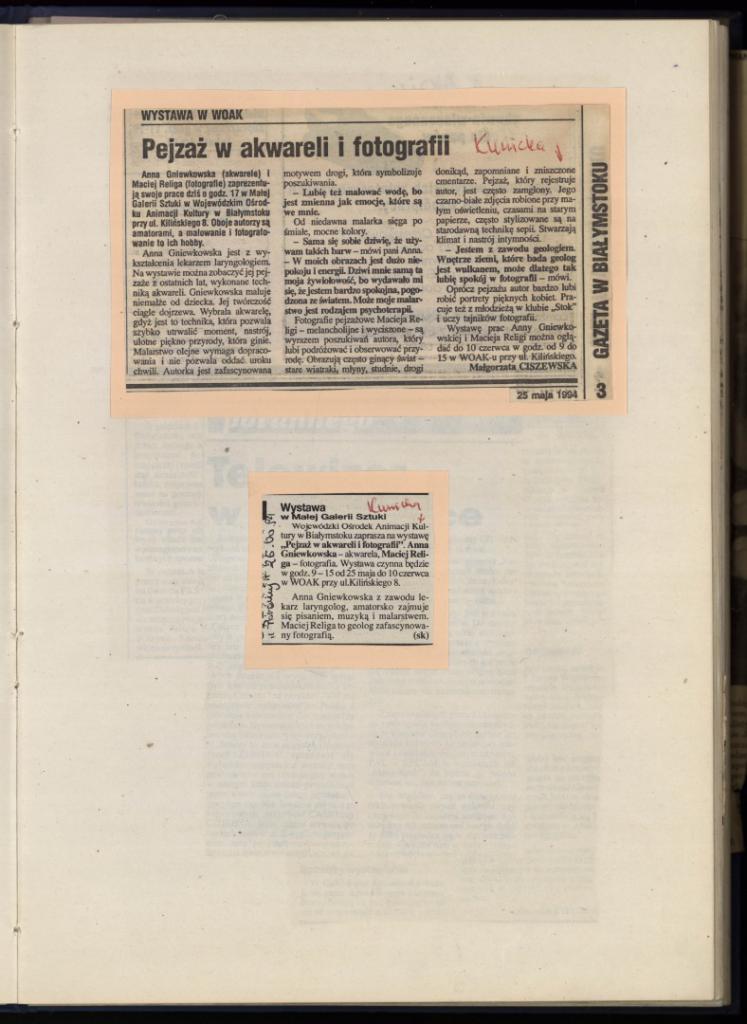 WYSTAWA W WOAK
Pejzaż w akwareli i fotografii
Kunicka
Anna Gniewkowska (akwarele) i
Maciej Religa (fotografie) zaprezentu-
ją swoje prace dziś o godz. 17 w Małej
Galerii Sztuki w Wojewódzkim Ośrod-
ku Animacji Kultury w Białymstoku
przy ul. Kilińskiego 8. Oboje autorzy są
amatorami, a malowanie i fotografo-
wanie to ich hobby.
Anna Gniewkowska jest z wy-
kształcenia lekarzem laryngologiem.
Na wystawie można zobaczyć jej pej-
zaże z ostatnich lat, wykonane tech-
niką akwareli. Gniewkowska maluje
niemalże od dziecka. Jej twórczość
ciągle dojrzewa. Wybrała akwarelę,
gdyż jest to technika, która pozwala
szybko utrwalić moment, nastrój,
ulotne piękno przyrody, która ginie.
Malarstwo olejne wymaga dopraco-
wania i nie pozwala oddać uroku
chwili. Autorka jest zafascynowana
motywem drogi, która symbolizuje
poszukiwania.
– Lubię też malować wodę, bo
jest zmienna jak emocje, które są
we mnie.
Od niedawna malarka sięga po
śmiałe, mocne kolory.
– Sama się sobie dziwię, że uży-
wam takich barw – mówi pani Anna.
– W moich obrazach jest dużo nie-
pokoju i energii. Dziwi mnie sama ta
moja żywiołowość, bo wydawało mi
się, że jestem bardzo spokojna, pogo-
dzona ze światem. Może moje malar-
stwo jest rodzajem psychoterapii.
Fotografie pejzażowe Macieja Re-
ligi – melancholijne i wyciszone – są
wyrazem poszukiwań autora, który
lubi podróżować i obserwować przy-
rodę. Obrazują często ginący świat –
stare wiatraki, młyny, studnie, drogi
donikąd, zapomniane i zniszczone
cmentarze. Pejzaż, który rejestruje
autor, jest często zamglony. Jego
czarno-białe zdjęcia robione przy ma-
łym oświetleniu, czasami na starym
papierze, często stylizowane są na
starodawną technikę sepii. Stwarzają
klimat i nastrój intymności.
– Jestem z zawodu geologiem.
Wnętrze ziemi, które bada geolog
jest wulkanem, może dlatego tak
lubię spokój w fotografii – mówi.
Oprócz pejzażu autor bardzo lubi
robić portrety pięknych kobiet. Pra-
cuje też z młodzieżą w klubie „Stok"
i uczy tajników fotografii.
Wystawę prac Anny Gniewko-
wskiej i Macieja Religi można oglą-
dać do 10 czerwca w godz. od 9 do
15 w WOAK-u przy ul. Kilińskiego.
Małgorzata CISZEWSKA
25 maja 1994
GAZETA W BIAŁYMSTOKU
3
Wystawa
w Małej Galerii Sztuki
Wojewódzki Ośrodek Animacji Kul-
tury w Białymstoku zaprasza na wystawę
„Pejzaż w akwareli i fotografii". Anna
Gniewkowska – akwarela, Maciej Reli-
ga – fotografia. Wystawa czynna będzie
w godz. 9 – 15 od 25 maja do 10 czerwca
w WOAK przy ul.Kilińskiego 8.
Anna Gniewkowska z zawodu le-
karz laryngolog, amatorsko zajmuje
się pisaniem, muzyką i malarstwem.
Maciej Religa to geolog zafascynowa-
ny fotografią.
(sk)